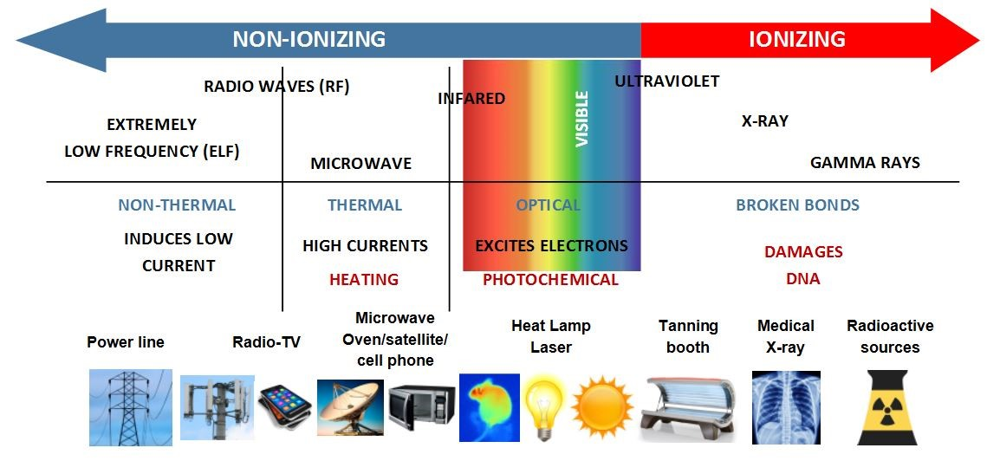 NON-IONIZING
IONIZING
RADIO WAVES (RF)
INFARED
VISIBLE
ULTRAVIOLET
EXTREMELY
LOW FREQUENCY (ELF)
MICROWAVE
X-RAY
GAMMA RAYS
NON-THERMAL
THERMAL
OPTICAL
BROKEN BONDS
INDUCES LOW
CURRENT
HIGH CURRENTS
HEATING
EXCITES ELECTRONS
PHOTOCHEMICAL
DAMAGES
DNA
Power line
Radio-TV
Microwave
Oven/satellite/
cell phone
Heat Lamp
Laser
Tanning
booth
Medical
X-ray
Radioactive
sources